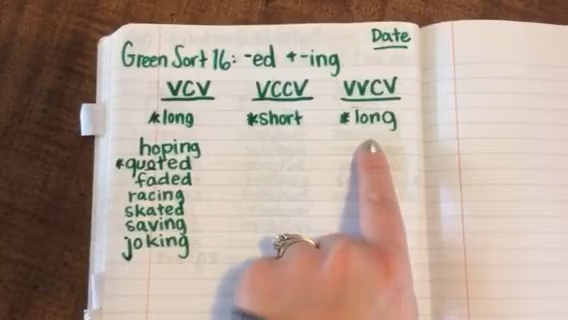 Date
Green Sort 16: -ed + -ing
VCV VCCV VVCV
*long *short *long
hoping
*quoted
faded
racing
skated
saving
joking